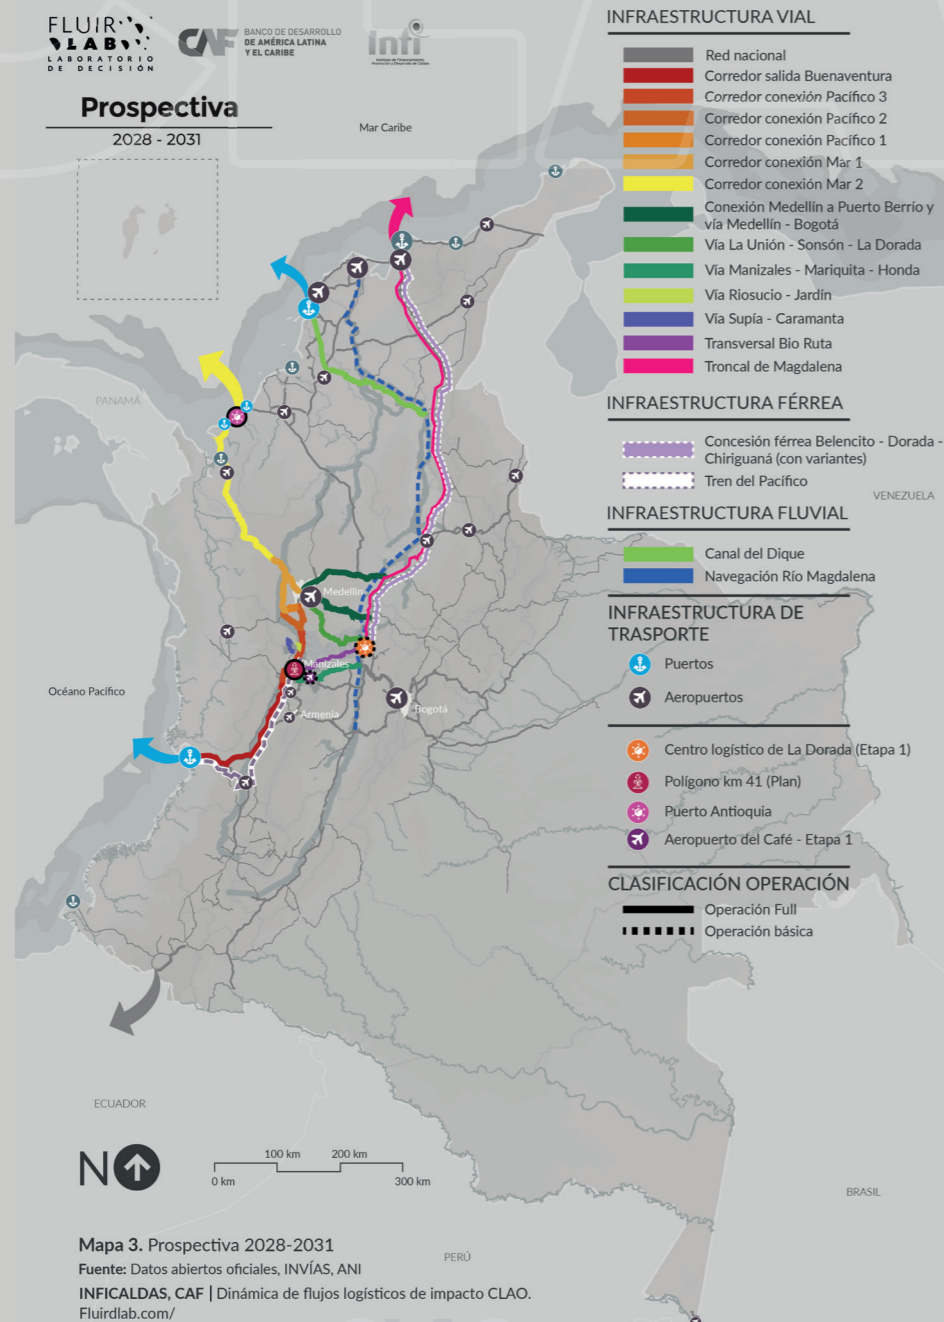 FLUIR
LAB
LABORATORIO
DE DECISIÓN
CAF
BANCO DE DESARROLLO
DE AMÉRICA LATINA
Y EL CARIBE
Infi
Instituto de Financiamiento,
Promoción y Desarrollo de Caldas
Prospectiva
2028 - 2031
Mar Caribe
PANAMÁ
VENEZUELA
Océano Pacífico
Medellín
Manizales
Armenia
Bogotá
ECUADOR
PERÚ
BRASIL
INFRAESTRUCTURA VIAL
Red nacional
Corredor salida Buenaventura
Corredor conexión Pacífico 3
Corredor conexión Pacífico 2
Corredor conexión Pacífico 1
Corredor conexión Mar 1
Corredor conexión Mar 2
Conexión Medellín a Puerto Berrío y
vía Medellín - Bogotá
Vía La Unión - Sonsón - La Dorada
Vía Manizales - Mariquita - Honda
Vía Riosucio - Jardín
Vía Supía - Caramanta
Transversal Bio Ruta
Troncal de Magdalena
INFRAESTRUCTURA FÉRREA
Concesión férrea Belencito - Dorada -
Chiriguaná (con variantes)
Tren del Pacífico
INFRAESTRUCTURA FLUVIAL
Canal del Dique
Navegación Río Magdalena
INFRAESTRUCTURA DE
TRASPORTE
Puertos
Aeropuertos
Centro logístico de La Dorada (Etapa 1)
Polígono km 41 (Plan)
Puerto Antioquia
Aeropuerto del Café - Etapa 1
CLASIFICACIÓN OPERACIÓN
Operación Full
Operación básica
N
100 km 200 km
0 km 300 km
Mapa 3. Prospectiva 2028-2031
Fuente: Datos abiertos oficiales, INVÍAS, ANI
INFICALDAS, CAF | Dinámica de flujos logísticos de impacto CLAO.
Fluirdlab.com/